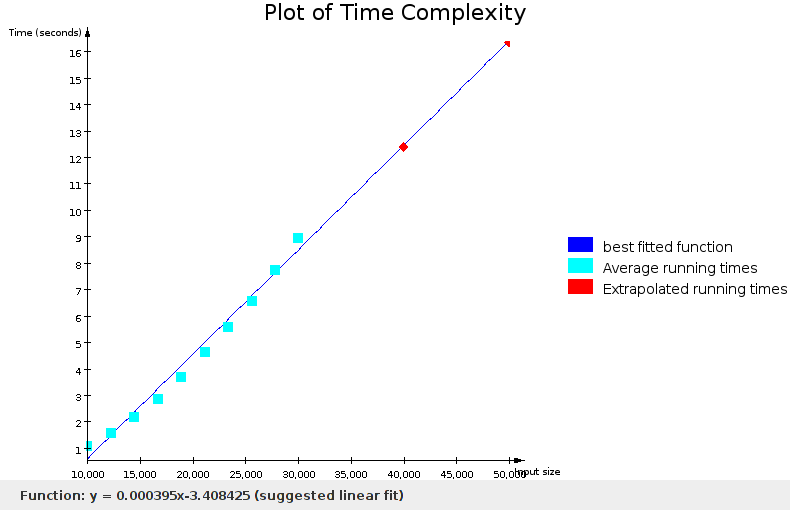 Plot of Time Complexity
Time (seconds)
16
15
14
13
12
11
10
9
8
7
6
5
4
3
2
1
10,000 15,000 20,000 25,000 30,000 35,000 40,000 45,000 50,000
Input size
best fitted function
Average running times
Extrapolated running times
Function: y = 0.000395x-3.408425 (suggested linear fit)